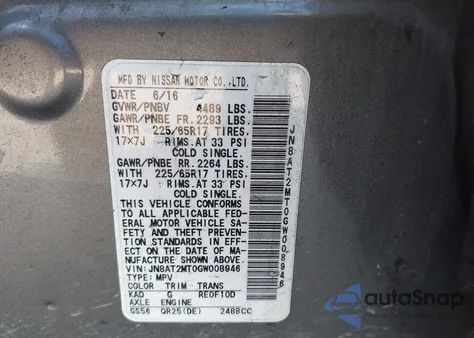 MFD BY NISSAN MOTOR CO.,LTD.
DATE 6/16
GVWR/PNBV 4489 LBS.
GAWR/PNBE FR. 2293 LBS.
WITH 225/65R17 TIRES,
17x7J RIMS, AT 33 PSI
COLD SINGLE.
GAWR/PNBE RR. 2264 LBS.
WITH 225/65R17 TIRES,
17x7J RIMS, AT 33 PSI
COLD SINGLE.
THIS VEHICLE CONFORMS
TO ALL APPLICABLE FED-
ERAL MOTOR VEHICLE SA-
FETY AND THEFT PREV-
ENTION STANDARDS IN EF-
FECT ON THE DATE OF MA-
NUFACTURE SHOWN ABOVE.
VIN:JN8AT2MT0GW008946
TYPE: MPV
COLOR TRIM TRANS
KAD G RE0F10D
AXLE ENGINE
GS56 QR25(DE) 2488CC
JN8AT2MT0GW008946
autoSnap